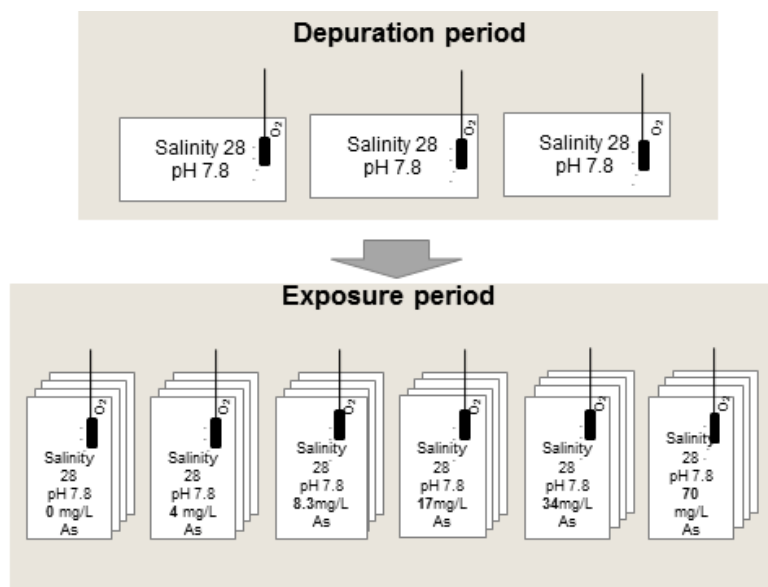 Depuration period
O₂
Salinity 28
pH 7.8
O₂
Salinity 28
pH 7.8
O₂
Salinity 28
pH 7.8
Exposure period
O₂
Salinity
28
pH 7.8
0 mg/L
As
O₂
Salinity
28
pH 7.8
4 mg/L
As
O₂
Salinity
28
pH 7.8
8.3mg/L
As
O₂
Salinity
28
pH 7.8
17mg/L
As
O₂
Salinity
28
pH 7.8
34mg/L
As
O₂
Salinity
28
pH 7.8
70
mg/L
As